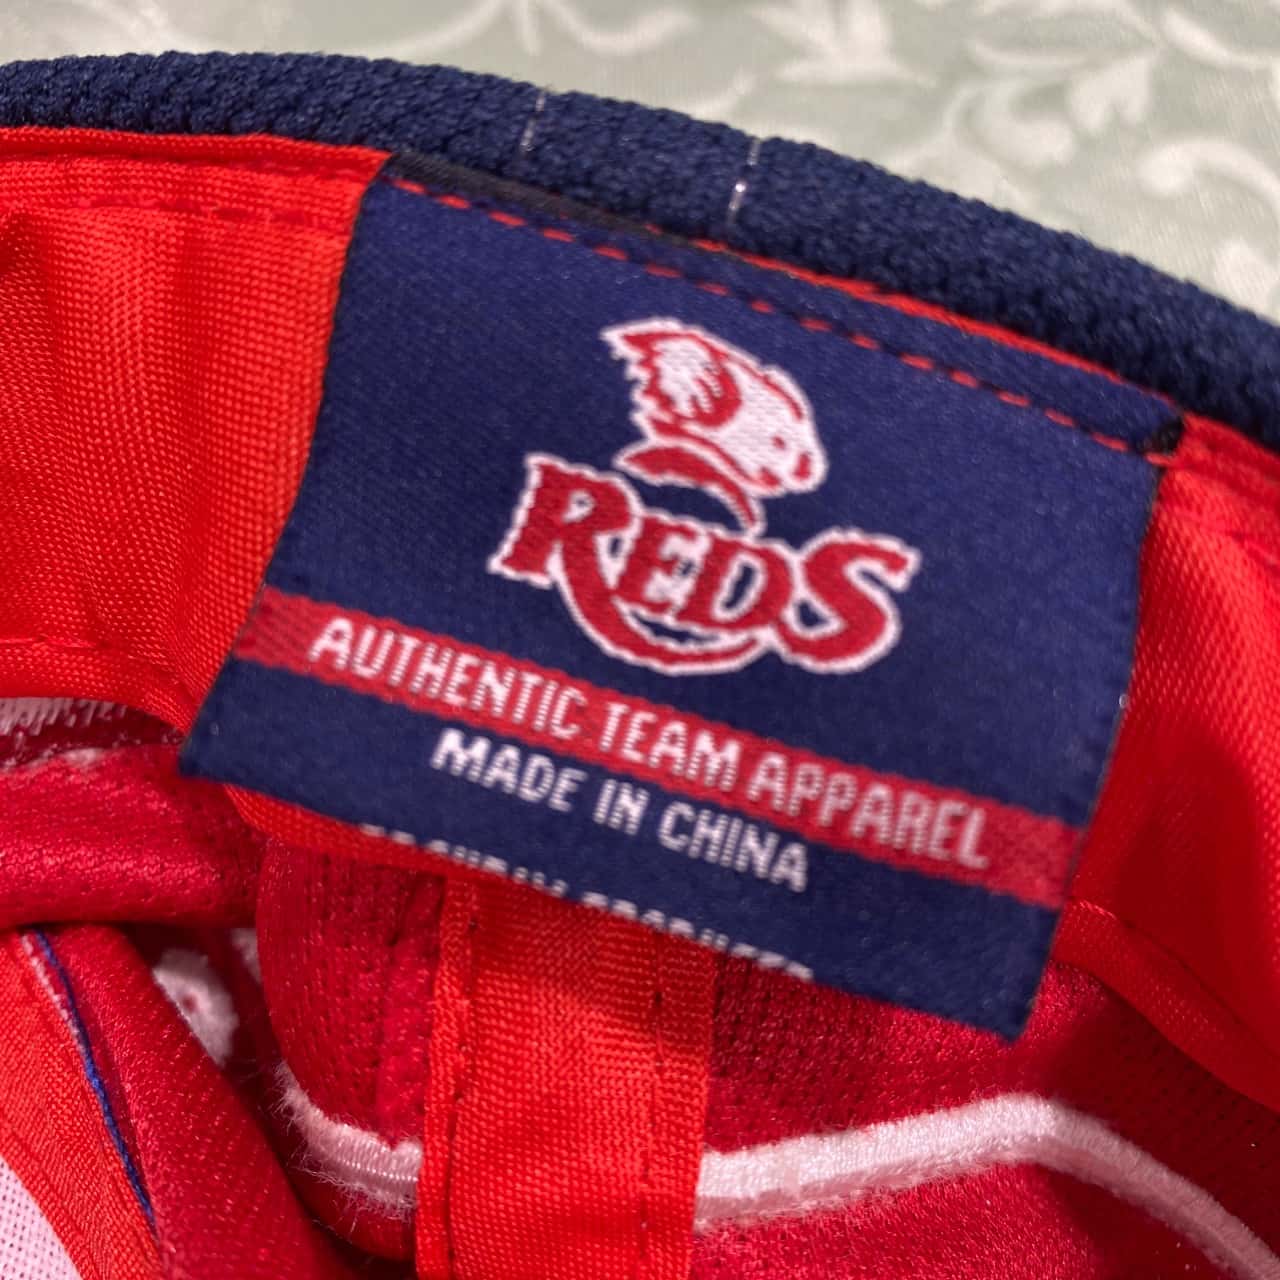 REDS
AUTHENTIC TEAM APPAREL
MADE IN CHINA